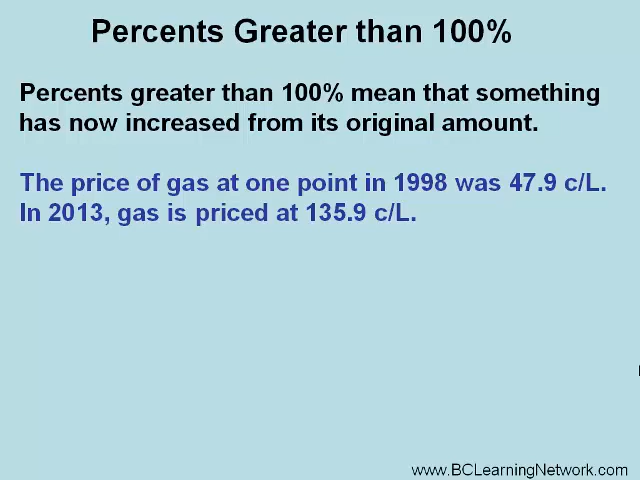 Percents Greater than 100%
Percents greater than 100% mean that something
has now increased from its original amount.
The price of gas at one point in 1998 was 47.9 c/L.
In 2013, gas is priced at 135.9 c/L.
www.BCLearningNetwork.com